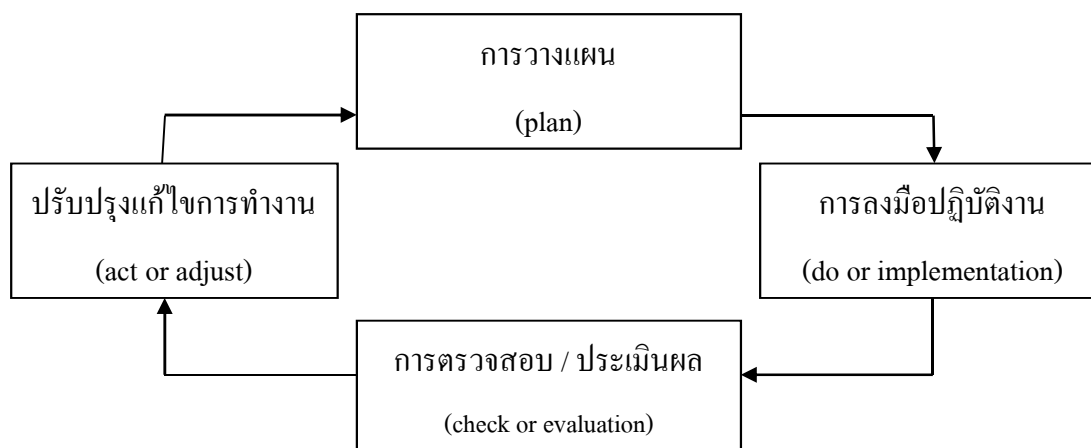 การวางแผน
(plan)
ปรับปรุงแก้ไขการทำงาน
(act or adjust)
การลงมือปฏิบัติงาน
(do or implementation)
การตรวจสอบ / ประเมินผล
(check or evaluation)